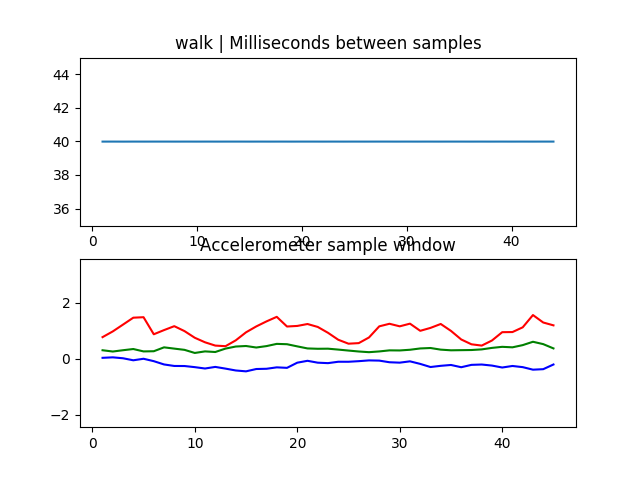 walk | Milliseconds between samples
44
42
40
38
36
0 10 20 30 40
Accelerometer sample window
2
0
−2
0 10 20 30 40